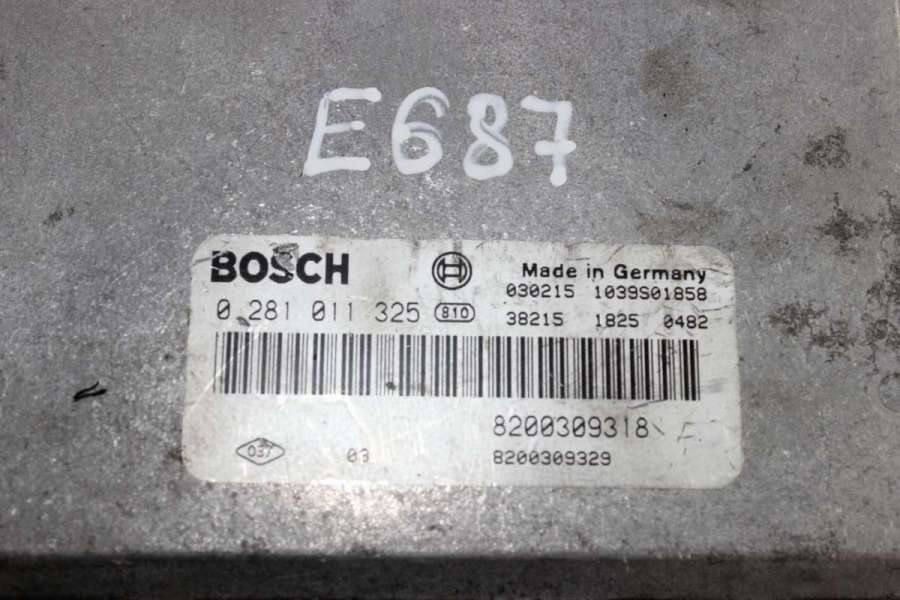 E687
BOSCH
Made in Germany
030215 1039S01858
0 281 011 325 810
38215 1825 0482
8200309318
037 03 8200309329